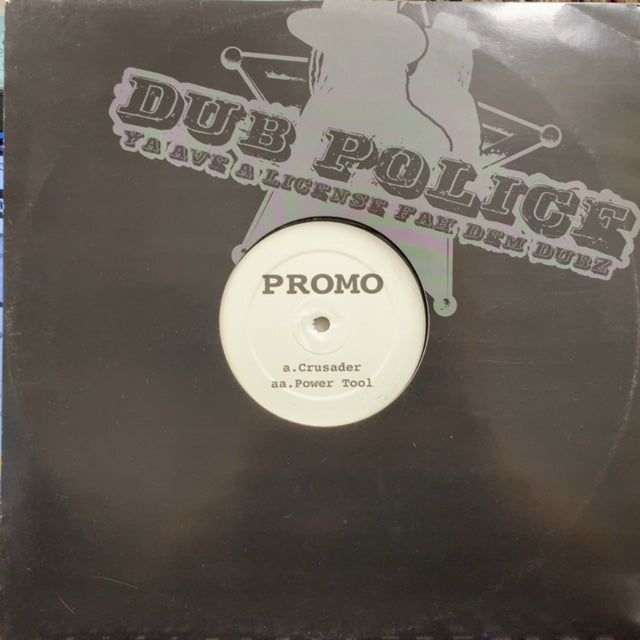 DUB POLICE
YA AVE A LICENSE FAH DEM DUBZ
PROMO
a.Crusader
aa.Power Tool